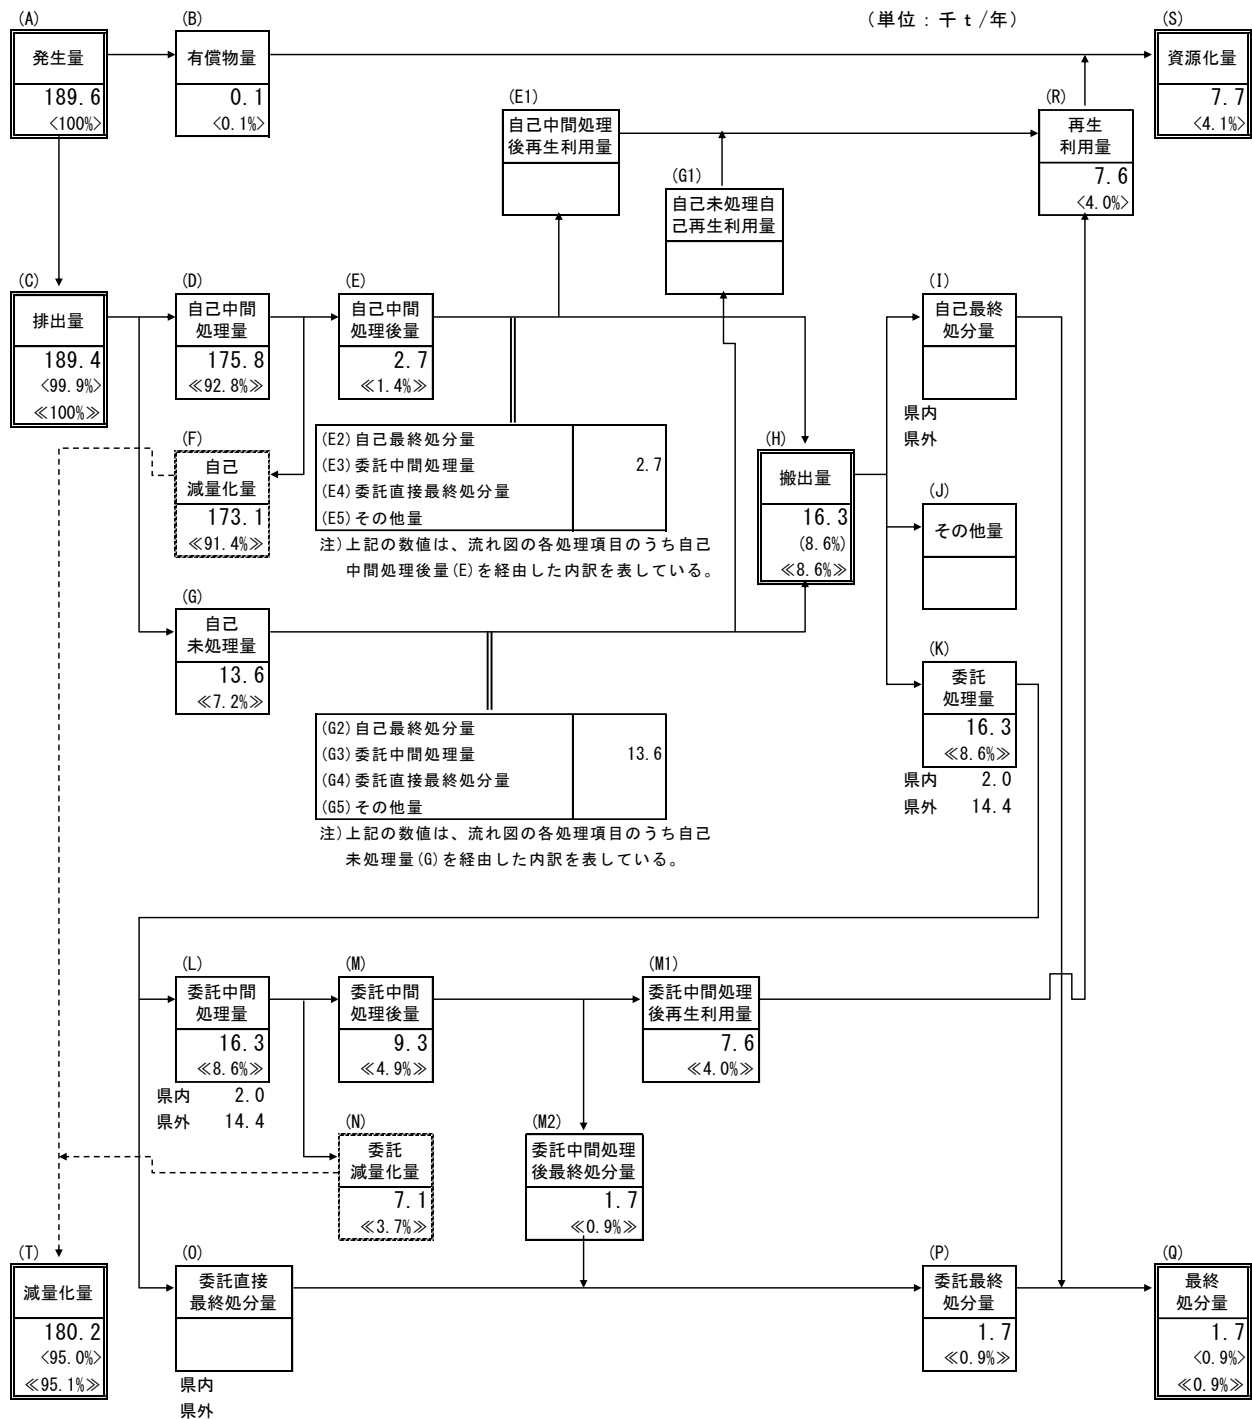 (単位:千t/年)
(A)
発生量
189.6
<100%>
(B)
有償物量
0.1
<0.1%>
(S)
資源化量
7.7
<4.1%>
(E1)
自己中間処理
後再生利用量
(G1)
自己未処理自
己再生利用量
(R)
再生
利用量
7.6
<4.0%>
(C)
排出量
189.4
<99.9%>
≪100%≫
(D)
自己中間
処理量
175.8
≪92.8%≫
(E)
自己中間
処理後量
2.7
≪1.4%≫
(I)
自己最終
処分量
県内
県外
(F)
自己
減量化量
173.1
≪91.4%≫
(E2)自己最終処分量
(E3)委託中間処理量 2.7
(E4)委託直接最終処分量
(E5)その他量
注)上記の数値は、流れ図の各処理項目のうち自己
中間処理後量(E)を経由した内訳を表している。
(H)
搬出量
16.3
(8.6%)
≪8.6%≫
(J)
その他量
(G)
自己
未処理量
13.6
≪7.2%≫
(G2)自己最終処分量
(G3)委託中間処理量 13.6
(G4)委託直接最終処分量
(G5)その他量
注)上記の数値は、流れ図の各処理項目のうち自己
未処理量(G)を経由した内訳を表している。
(K)
委託
処理量
16.3
≪8.6%≫
県内 2.0
県外 14.4
(L)
委託中間
処理量
16.3
≪8.6%≫
県内 2.0
県外 14.4
(M)
委託中間
処理後量
9.3
≪4.9%≫
(M1)
委託中間処理
後再生利用量
7.6
≪4.0%≫
(N)
委託
減量化量
7.1
≪3.7%≫
(M2)
委託中間処理
後最終処分量
1.7
≪0.9%≫
(T)
減量化量
180.2
<95.0%>
≪95.1%≫
(O)
委託直接
最終処分量
県内
県外
(P)
委託最終
処分量
1.7
≪0.9%≫
(Q)
最終
処分量
1.7
<0.9%>
≪0.9%≫